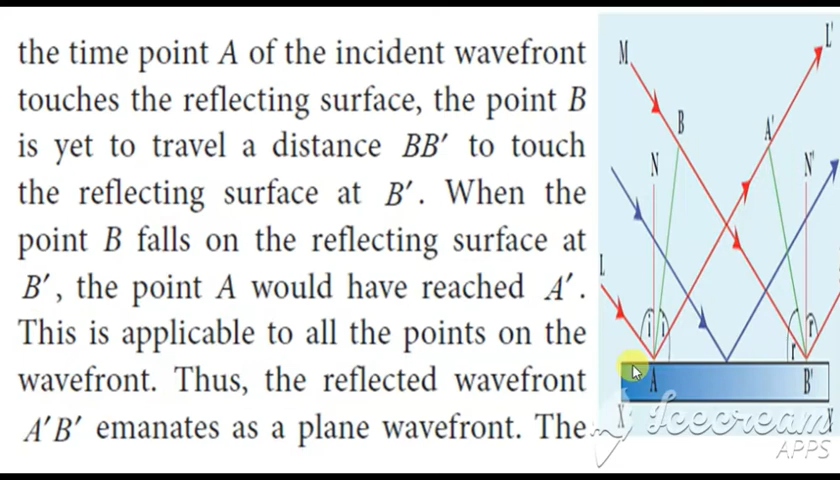 the time point A of the incident wavefront
touches the reflecting surface, the point B
is yet to travel a distance BB′ to touch
the reflecting surface at B′. When the
point B falls on the reflecting surface at
B′, the point A would have reached A′.
This is applicable to all the points on the
wavefront. Thus, the reflected wavefront
A′B′ emanates as a plane wavefront. The
L'
M
B
A'
N
N'
L
i
i
r
r
A
B'
X
Y
Icecream
APPS